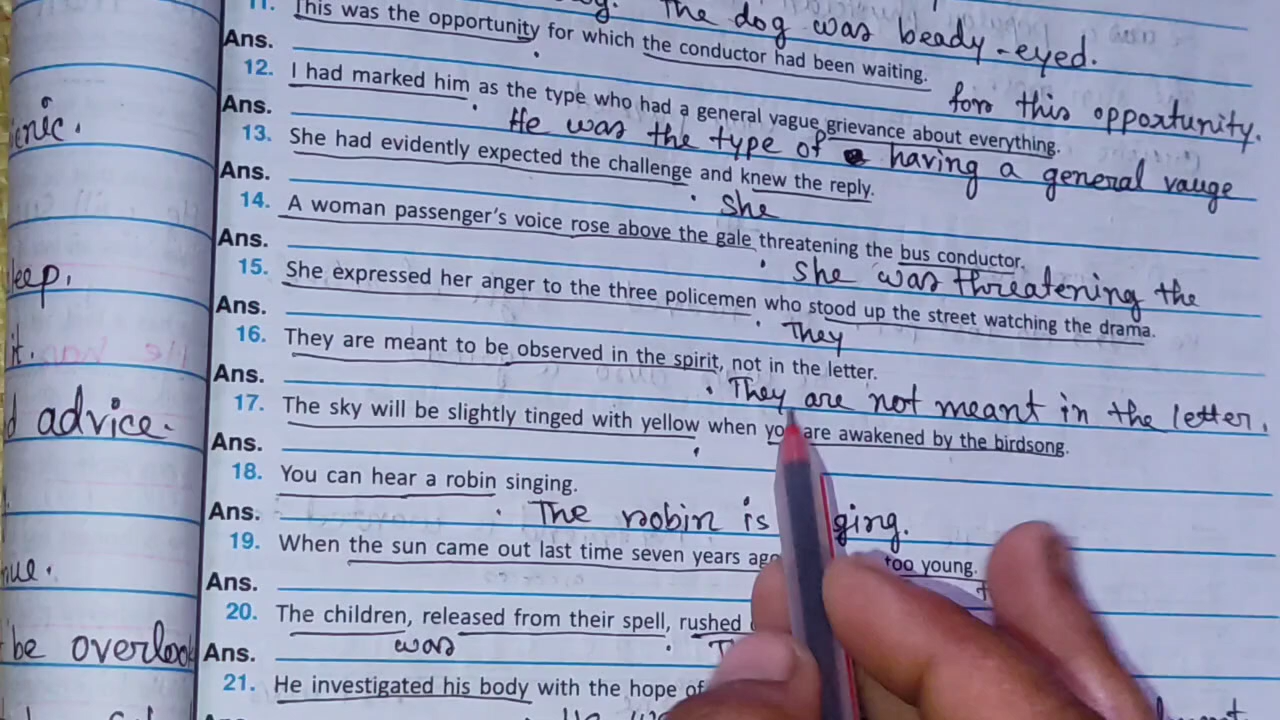 The dog was beady-eyed.
This was the opportunity for which the conductor had been waiting.
Ans. for this opportunity.
12. I had marked him as the type who had a general vague grievance about everything.
Ans. He was the type of having a general vauge
13. She had evidently expected the challenge and knew the reply.
Ans. She
14. A woman passenger's voice rose above the gale threatening the bus conductor.
Ans. She was threatening the
15. She expressed her anger to the three policemen who stood up the street watching the drama.
Ans. They
16. They are meant to be observed in the spirit, not in the letter.
Ans. They are not meant in the letter.
17. The sky will be slightly tinged with yellow when you are awakened by the birdsong.
Ans.
18. You can hear a robin singing.
Ans. The robin is ging.
19. When the sun came out last time seven years ago too young.
Ans.
20. The children, released from their spell, rushed
Ans. was
21. He investigated his body with the hope of
advice.
be overlook